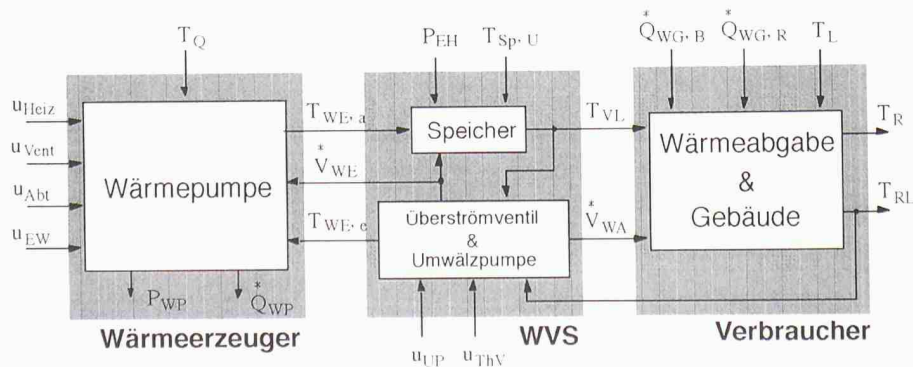 T_Q
P_EH
T_Sp, U
Q*_WG, B
Q*_WG, R
T_L
u_Heiz
u_Vent
u_Abt
u_EW
Wärmepumpe
T_WE, a
V*_WE
T_WE, e
Speicher
Überströmventil
&
Umwälzpumpe
T_VL
V*_WA
Wärmeabgabe
&
Gebäude
T_R
T_RL
P_WP
Q*_WP
Wärmeerzeuger
WVS
Verbraucher
u_UP
u_ThV